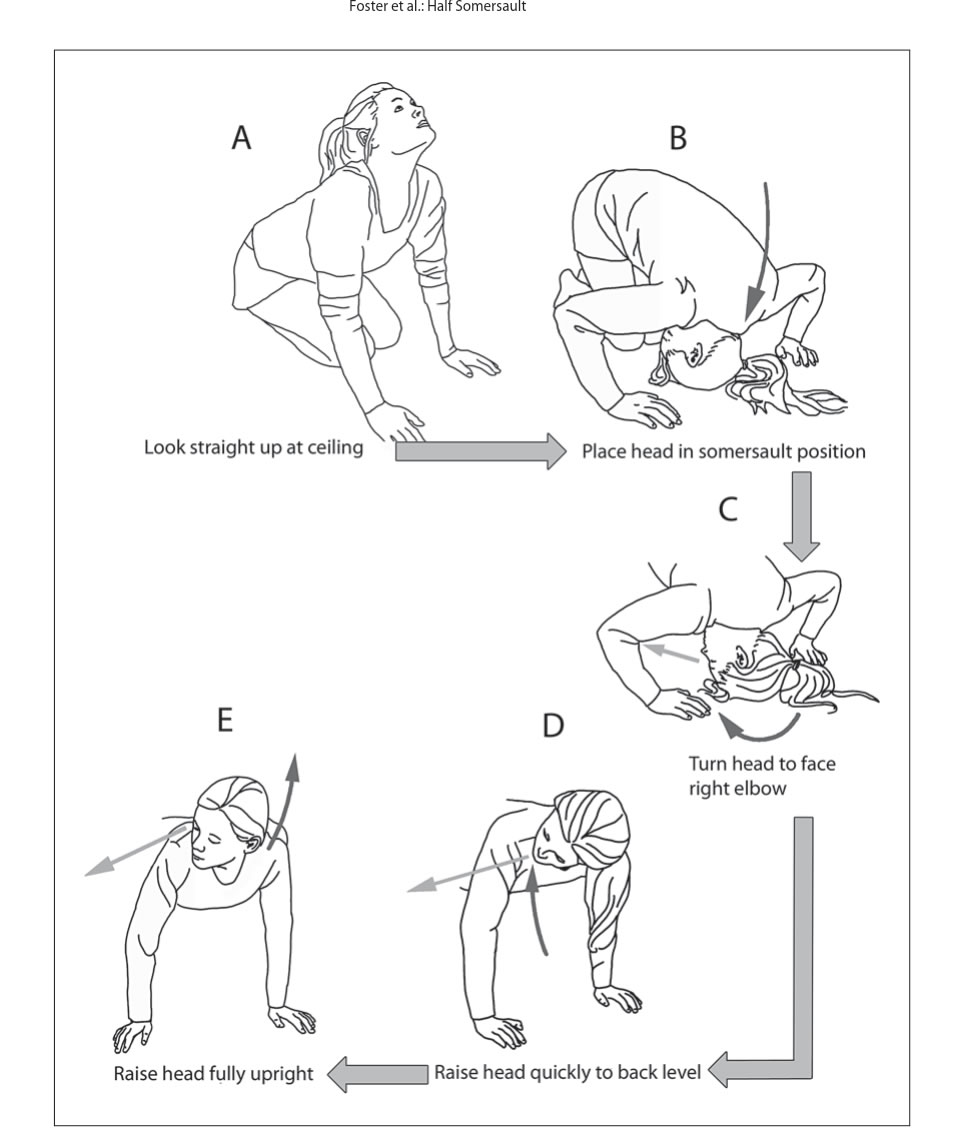 Foster et al.: Half Somersault
A
B
Look straight up at ceiling
Place head in somersault position
C
Turn head to face
right elbow
E
D
Raise head fully upright
Raise head quickly to back level